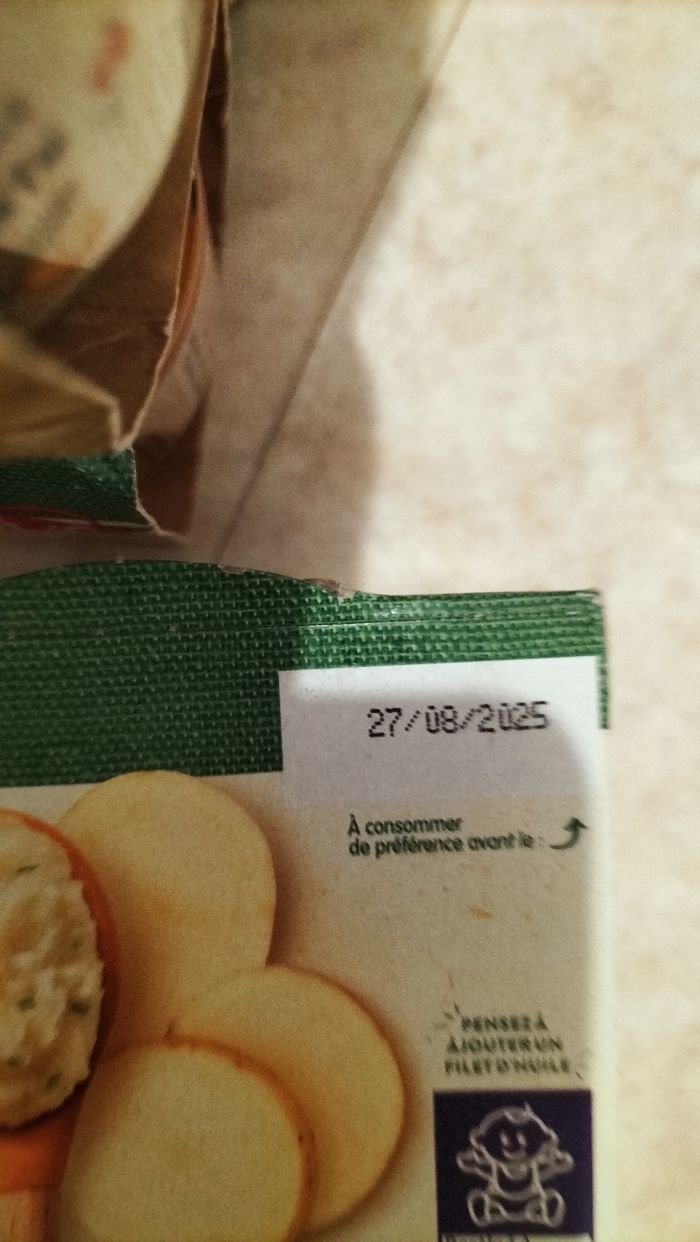 27/08/2025
À consommer
de préférence avant le :
PENSEZ À
AJOUTER UN
FILET D'HUILE